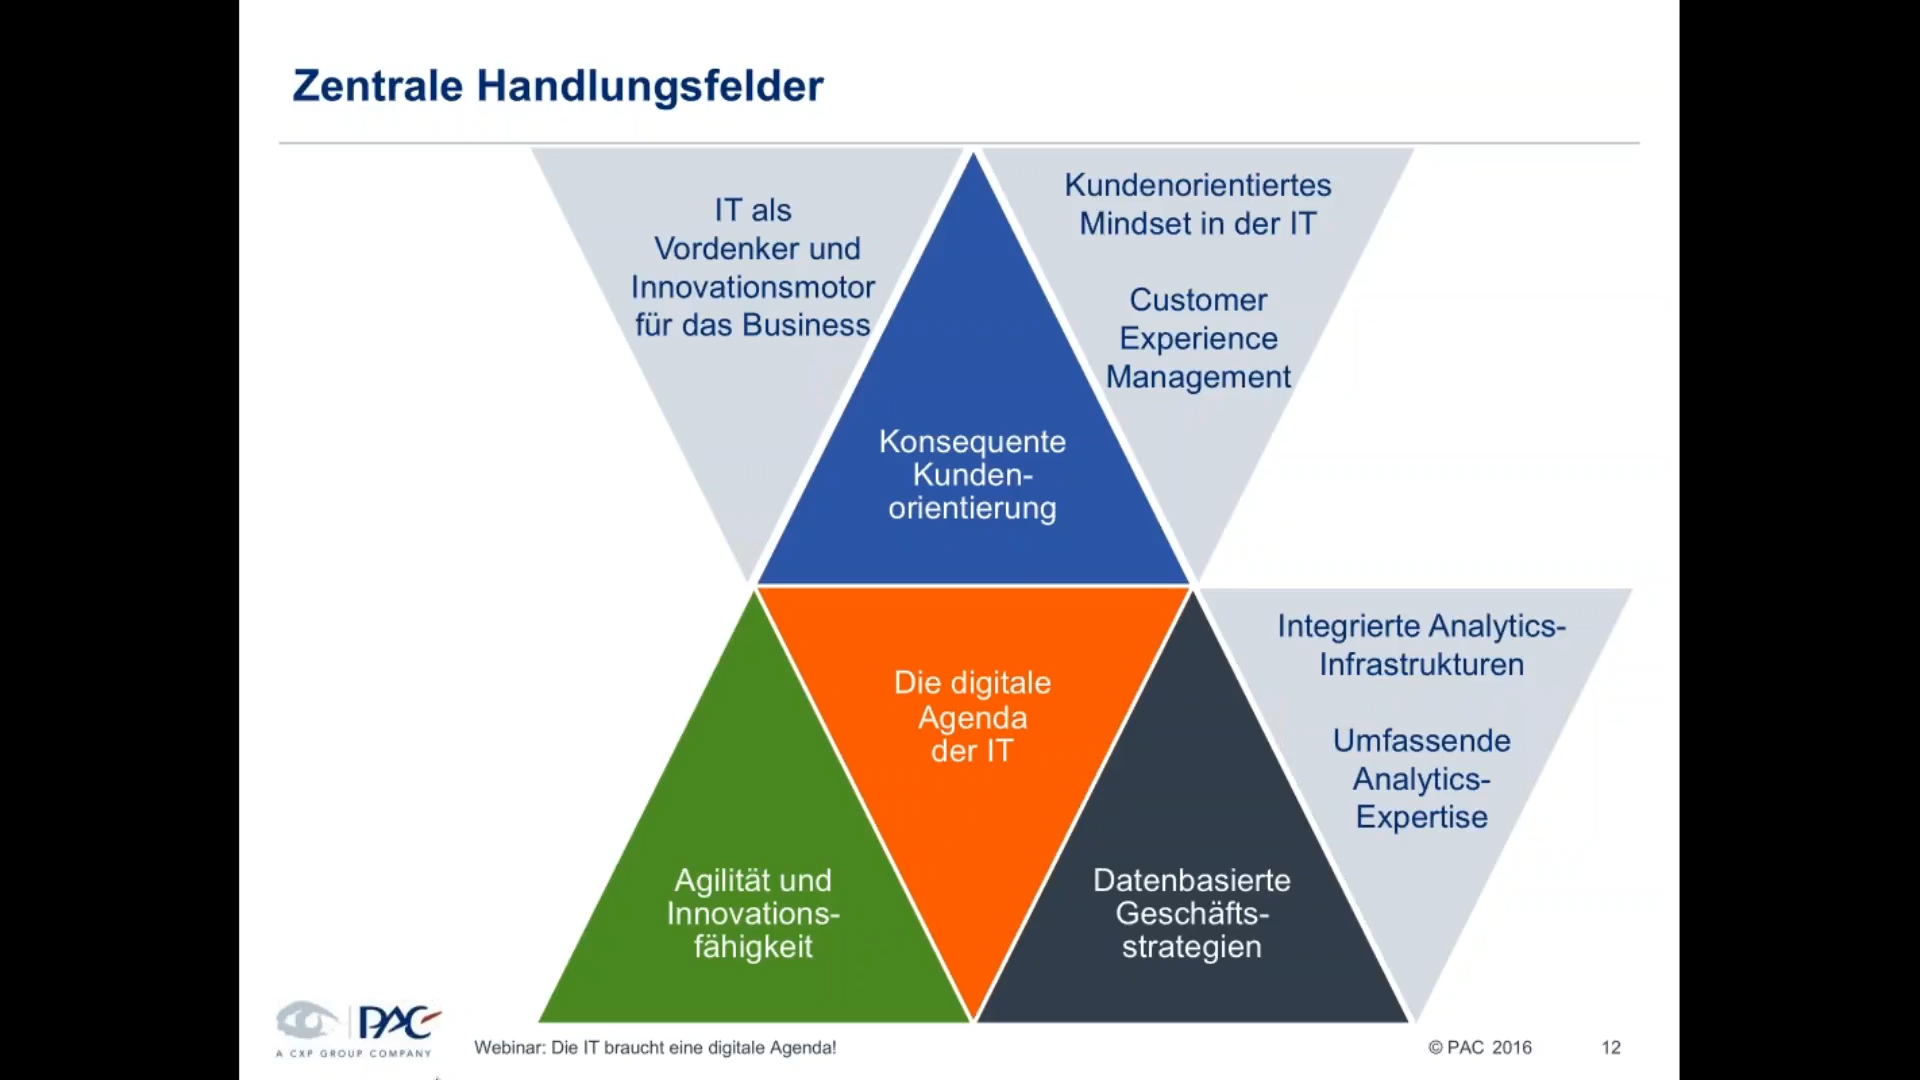 Zentrale Handlungsfelder
IT als
Vordenker und
Innovationsmotor
für das Business
Kundenorientiertes
Mindset in der IT
Customer
Experience
Management
Konsequente
Kunden-
orientierung
Die digitale
Agenda
der IT
Integrierte Analytics-
Infrastrukturen
Umfassende
Analytics-
Expertise
Agilität und
Innovations-
fähigkeit
Datenbasierte
Geschäfts-
strategien
PAC
A CXP GROUP COMPANY
Webinar: Die IT braucht eine digitale Agenda!
© PAC 2016
12